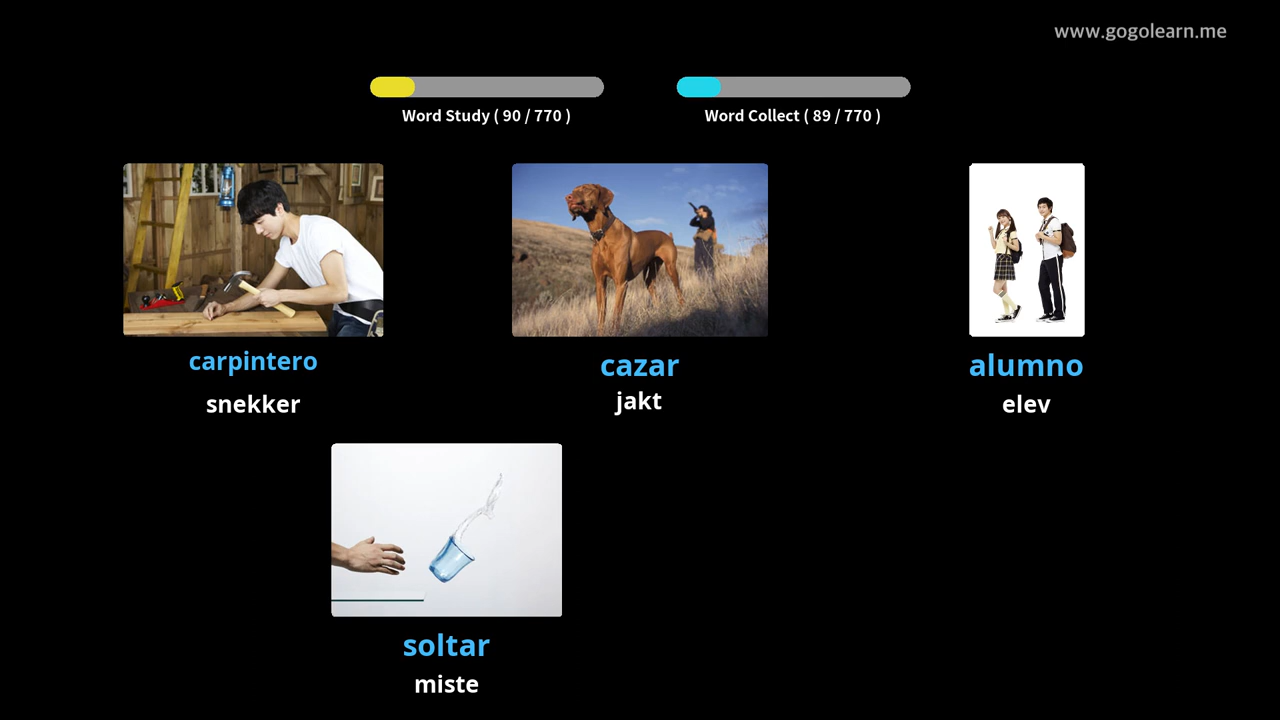 www.gogolearn.me
Word Study ( 90 / 770 )
Word Collect ( 89 / 770 )
carpintero
snekker
cazar
jakt
alumno
elev
soltar
miste